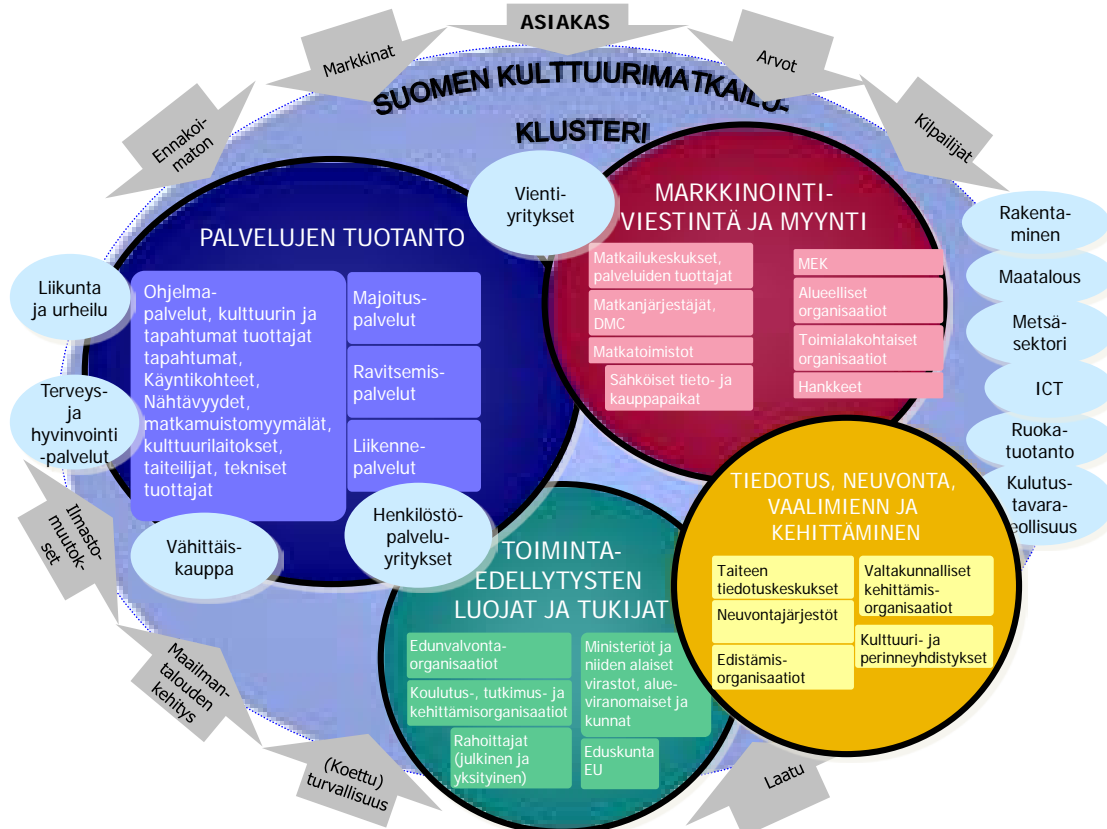 ASIAKAS
Markkinat
Arvot
Ennakoi-
maton
Kilpailijat
SUOMEN KULTTUURIMATKAILU-
KLUSTERI
Vienti-
yritykset
PALVELUJEN TUOTANTO
Liikunta
ja urheilu
Ohjelma-
palvelut, kulttuurin ja
tapahtumat tuottajat
tapahtumat,
Käyntikohteet,
Nähtävyydet,
matkamuistomyymälät,
kulttuurilaitokset,
taiteilijat, tekniset
tuottajat
Majoitus-
palvelut
Ravitsemis-
palvelut
Liikenne-
palvelut
Terveys-
ja
hyvinvointi
-palvelut
Vähittäis-
kauppa
Henkilöstö-
palvelu-
yritykset
MARKKINOINTI-
VIESTINTÄ JA MYYNTI
Matkailukeskukset,
palveluiden tuottajat
Matkanjärjestäjät,
DMC
Matkatoimistot
Sähköiset tieto- ja
kauppapaikat
MEK
Alueelliset
organisaatiot
Toimialakohtaiset
organisaatiot
Hankkeet
Rakenta-
minen
Maatalous
Metsä-
sektori
ICT
Ruoka-
tuotanto
Kulutus-
tavara-
eollisuus
TIEDOTUS, NEUVONTA,
VAALIMIENN JA
KEHITTÄMINEN
Taiteen
tiedotuskeskukset
Neuvontajärjestöt
Edistämis-
organisaatiot
Valtakunnalliset
kehittämis-
organisaatiot
Kulttuuri- ja
perinneyhdistykset
TOIMINTA-
EDELLYTYSTEN
LUOJAT JA TUKIJAT
Edunvalvonta-
organisaatiot
Koulutus-, tutkimus- ja
kehittämisorganisaatiot
Rahoittajat
(julkinen ja
yksityinen)
Ministeriöt ja
niiden alaiset
virastot, alue-
viranomaiset ja
kunnat
Eduskunta
EU
Ilmasto-
muutok-
set
Maailman-
talouden
kehitys
(Koettu)
turvallisuus
Laatu